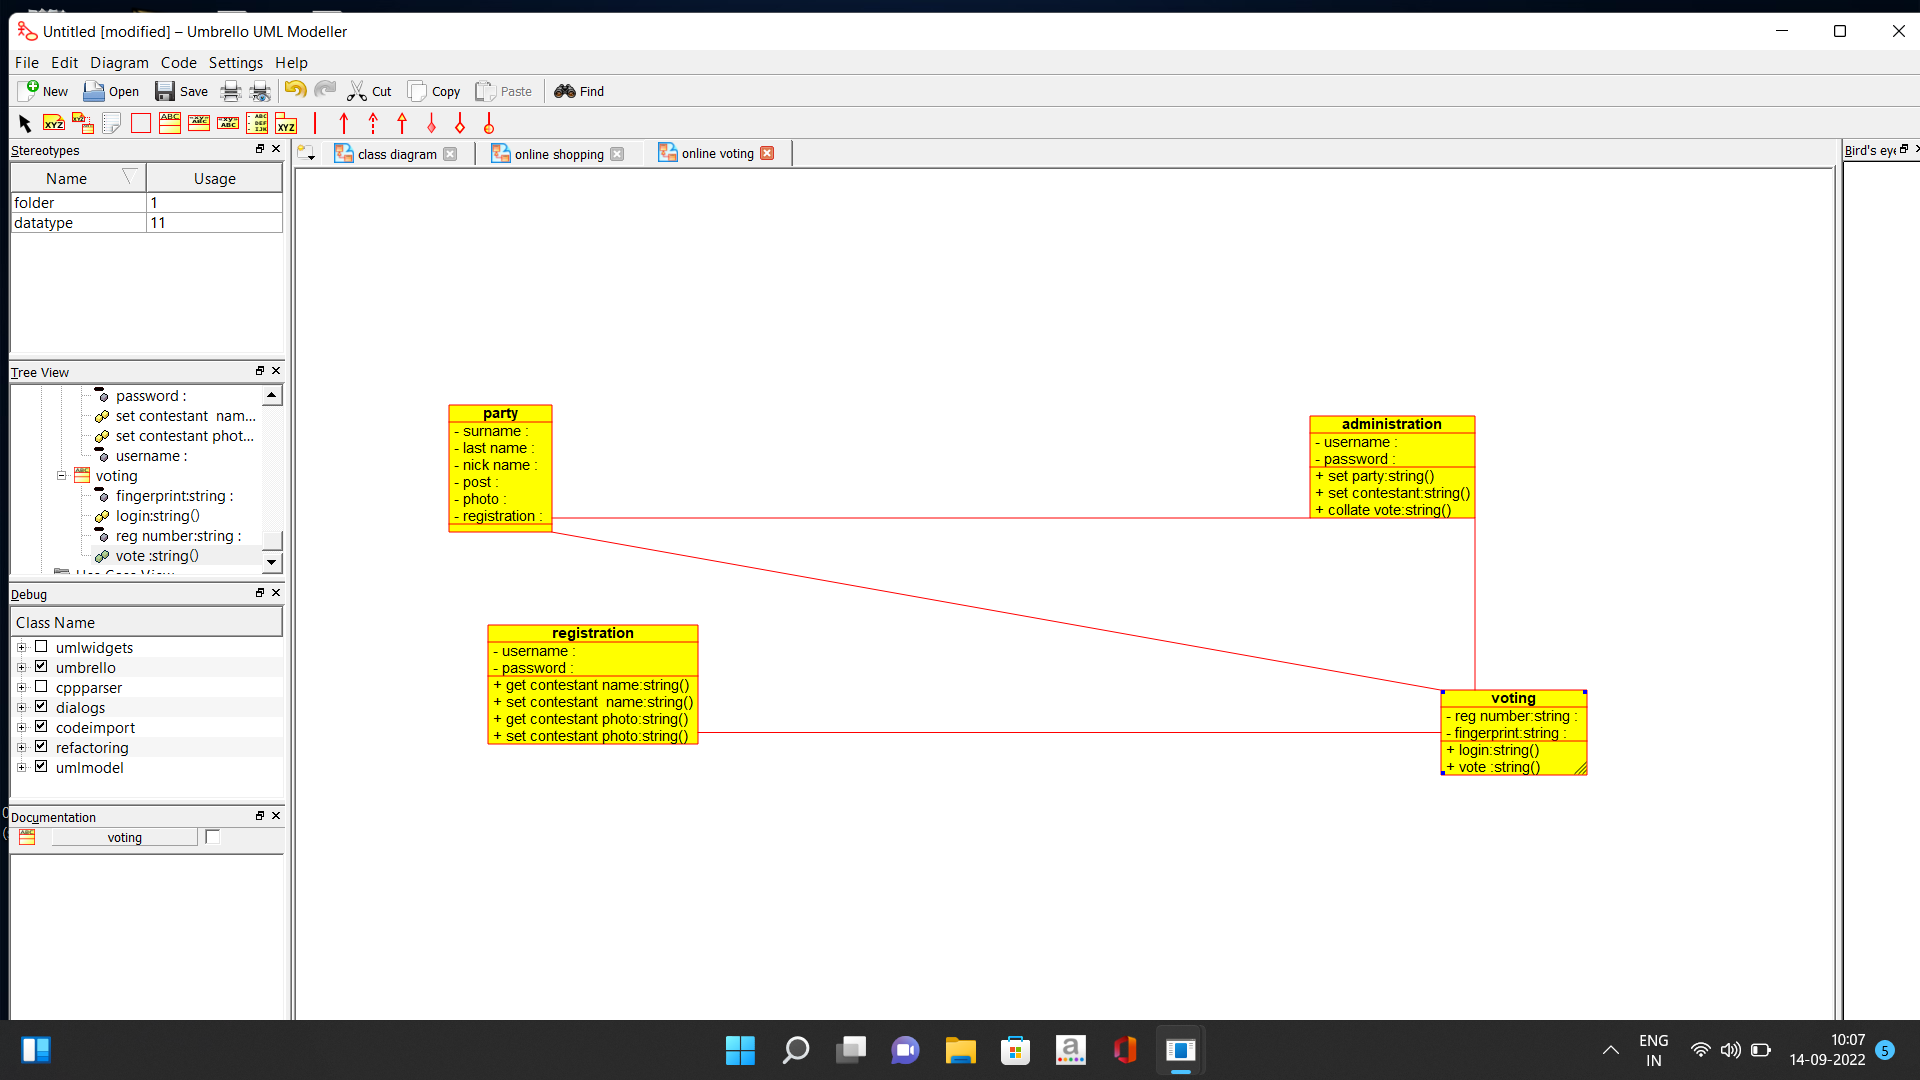 Untitled [modified] – Umbrello UML Modeller
File Edit Diagram Code Settings Help
New Open Save Cut Copy Paste Find
Stereotypes
Name Usage
folder 1
datatype 11
Tree View
password :
set contestant  nam...
set contestant phot...
username :
voting
fingerprint:string :
login:string()
reg number:string :
vote :string()
Debug
Class Name
umlwidgets
umbrello
cppparser
dialogs
codeimport
refactoring
umlmodel
Documentation
voting
class diagram
online shopping
online voting
Bird's eye
party
- surname :
- last name :
- nick name :
- post :
- photo :
- registration :
administration
- username :
- password :
+ set party:string()
+ set contestant:string()
+ collate vote:string()
registration
- username :
- password :
+ get contestant name:string()
+ set contestant  name:string()
+ get contestant photo:string()
+ set contestant photo:string()
voting
- reg number:string :
- fingerprint:string :
+ login:string()
+ vote :string()
ENG
IN
10:07
14-09-2022
5